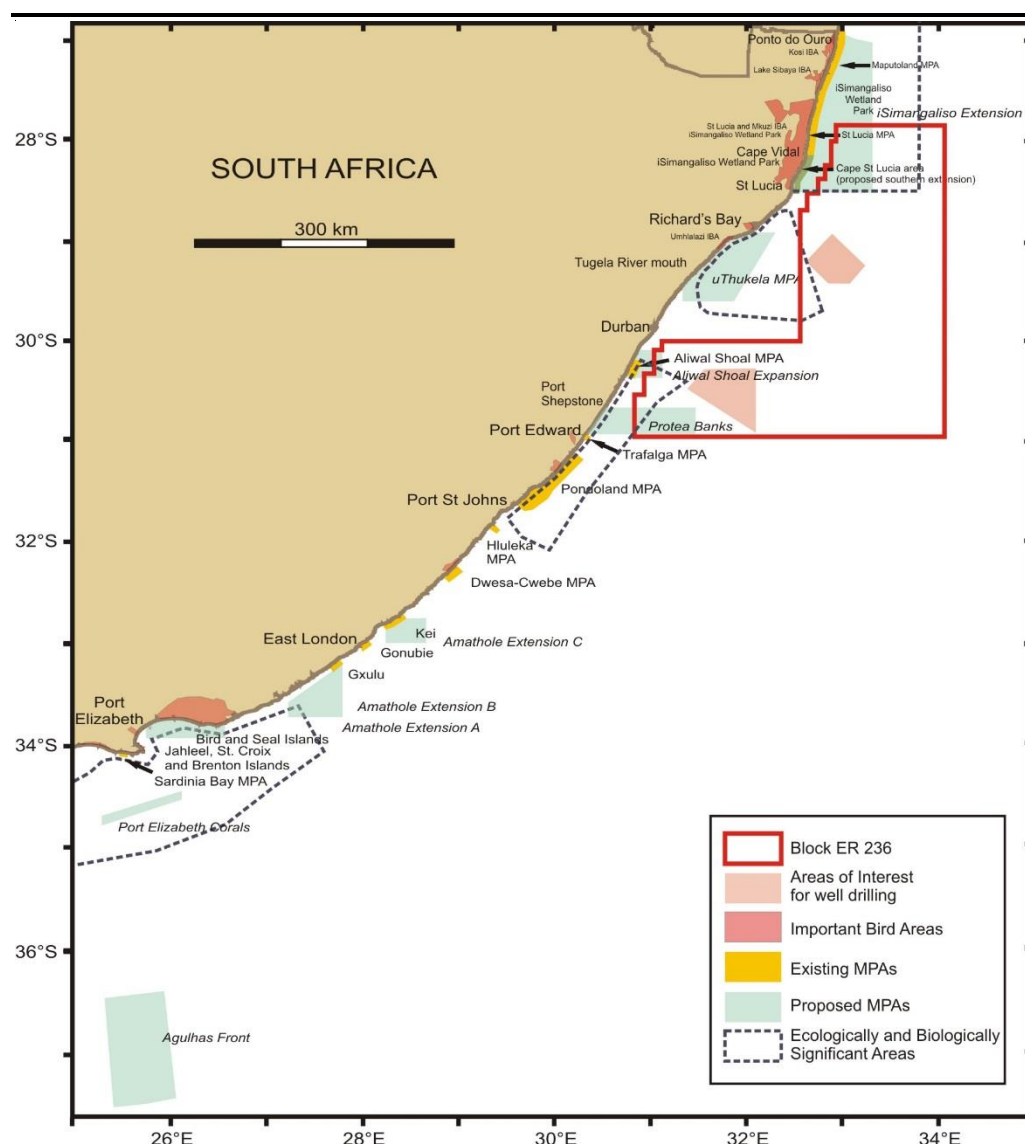 Ponto do Ouro
Kosi IBA
Lake Sibaya IBA
Maputoland MPA
iSimangaliso
Wetland
Park
iSimangaliso Extension
28°S
St Lucia and Mkuzi IBA
iSimangaliso Wetland Park
St Lucia MPA
SOUTH AFRICA
Cape Vidal
iSimangaliso Wetland Park
Cape St Lucia area
(proposed southern extension)
St Lucia
300 km
Richard's Bay
Umhlalazi IBA
Tugela River mouth
uThukela MPA
Durban
30°S
Aliwal Shoal MPA
Aliwal Shoal Expansion
Port
Shepstone
Port Edward
Protea Banks
Trafalga MPA
Pondoland MPA
Port St Johns
32°S
Hluleka
MPA
Dwesa-Cwebe MPA
East London
Kei
Amathole Extension C
Gonubie
Gxulu
Port
Elizabeth
Amathole Extension B
Amathole Extension A
34°S
Bird and Seal Islands
Jahleel, St. Croix
and Brenton Islands
Sardinia Bay MPA
Port Elizabeth Corals
Block ER 236
Areas of Interest
for well drilling
Important Bird Areas
36°S
Existing MPAs
Proposed MPAs
Agulhas Front
Ecologically and Biologically
Significant Areas
26°E
28°E
30°E
32°E
34°E